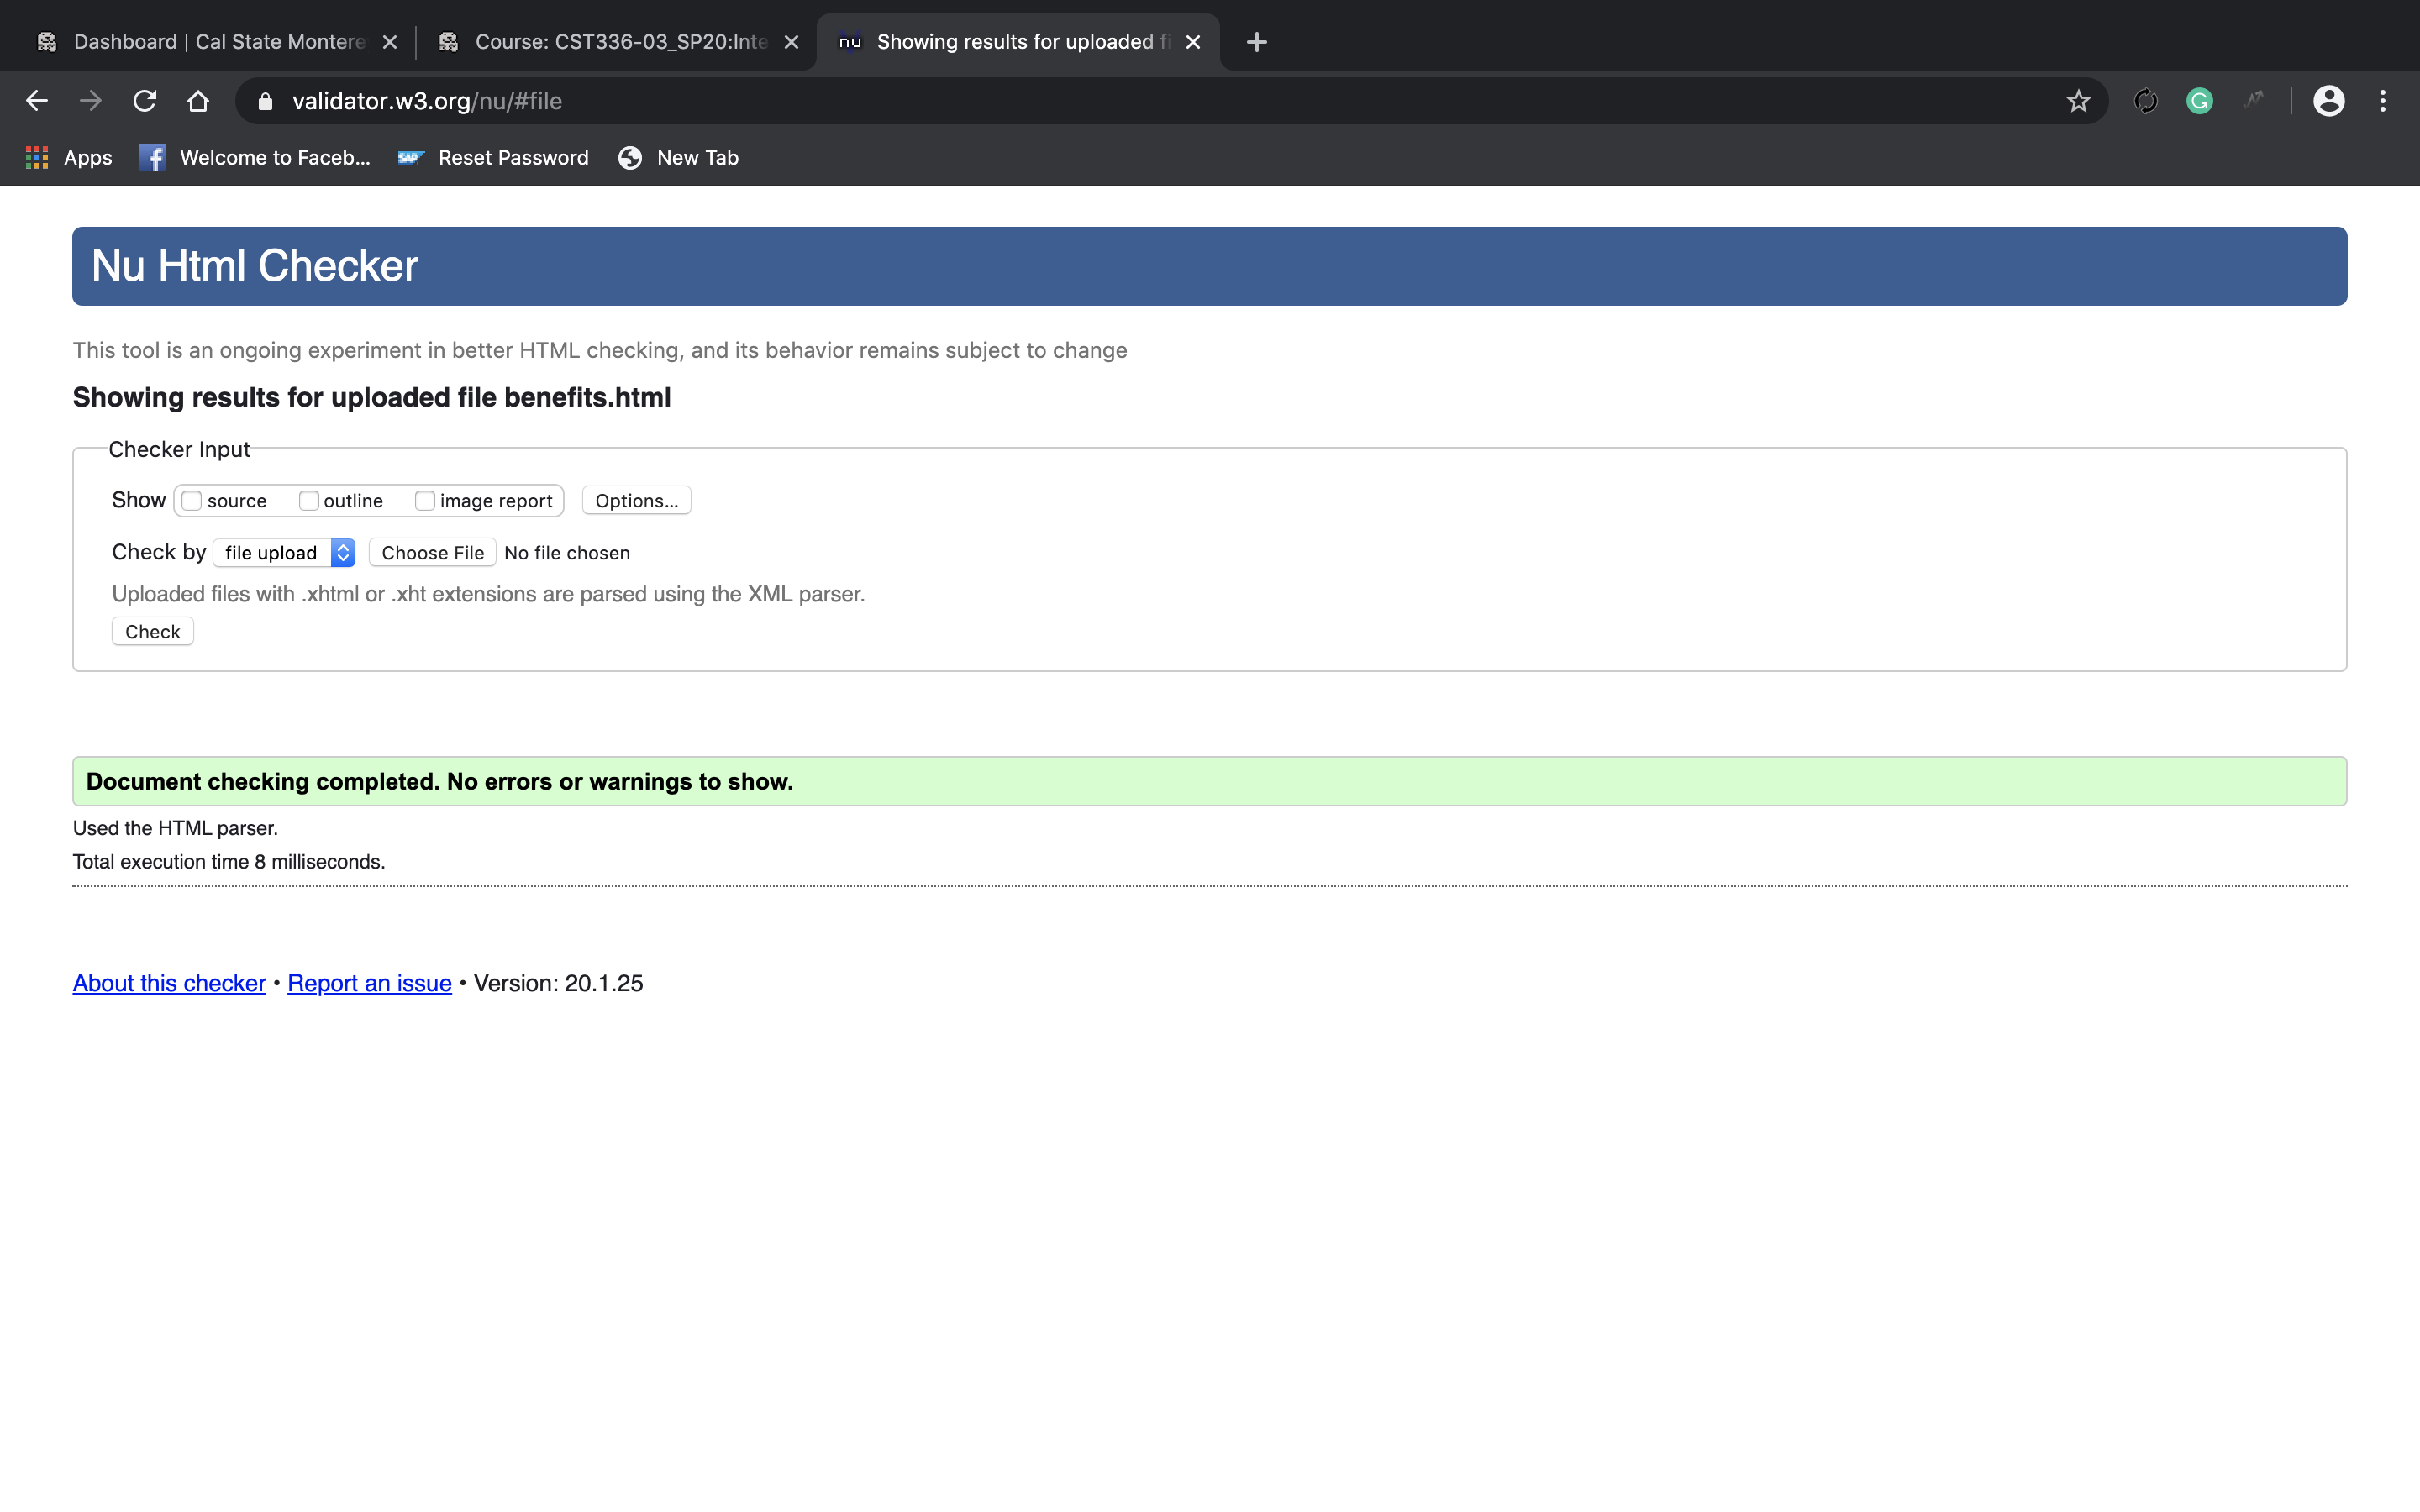 Dashboard | Cal State Montere
Course: CST336-03_SP20:Inte
nu Showing results for uploaded fi
validator.w3.org/nu/#file
Apps
Welcome to Faceb...
SAP Reset Password
New Tab
Nu Html Checker
This tool is an ongoing experiment in better HTML checking, and its behavior remains subject to change
Showing results for uploaded file benefits.html
Checker Input
Show source outline image report Options...
Check by file upload Choose File No file chosen
Uploaded files with .xhtml or .xht extensions are parsed using the XML parser.
Check
Document checking completed. No errors or warnings to show.
Used the HTML parser.
Total execution time 8 milliseconds.
About this checker • Report an issue • Version: 20.1.25